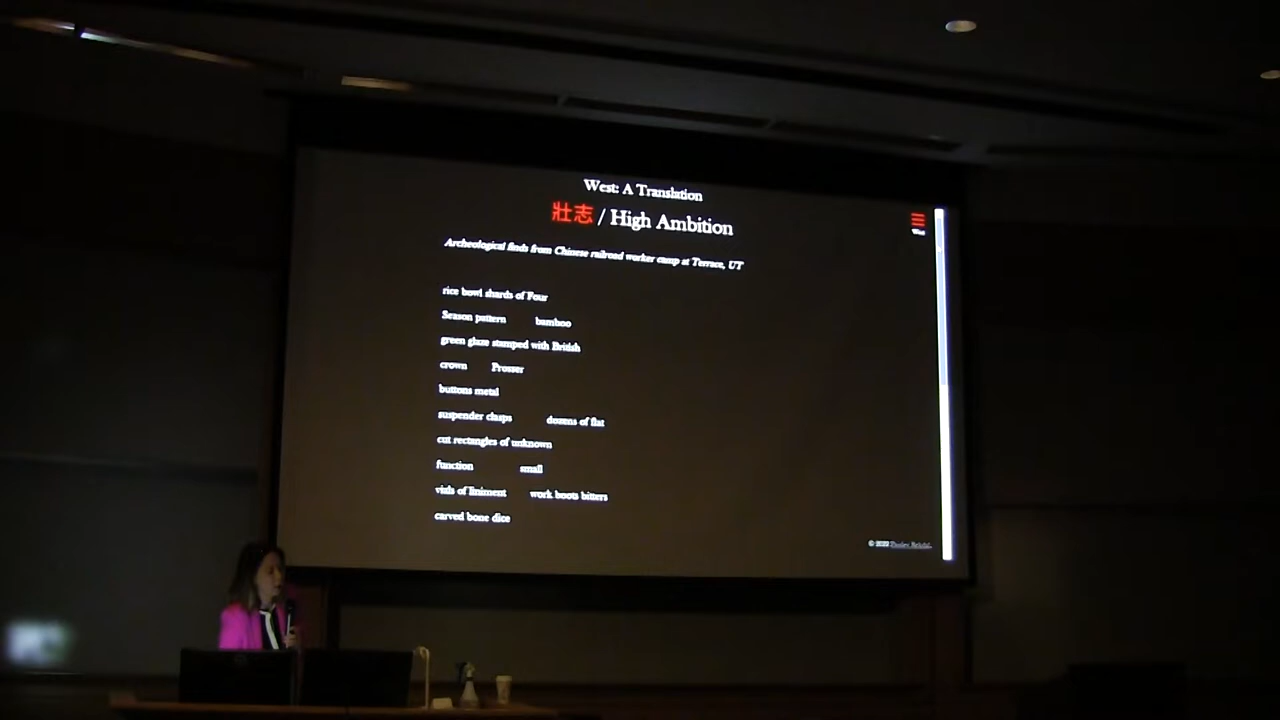 West: A Translation
壯志 / High Ambition
West
Archeological finds from Chinese railroad worker camp at Terrace, UT
rice bowl shards of Four
Season pattern bamboo
green glaze stamped with British
crown Prosser
buttons metal
suspender clasps dozens of flat
cut rectangles of unknown
function small
vials of liniment work boots bitters
carved bone dice
© 2022